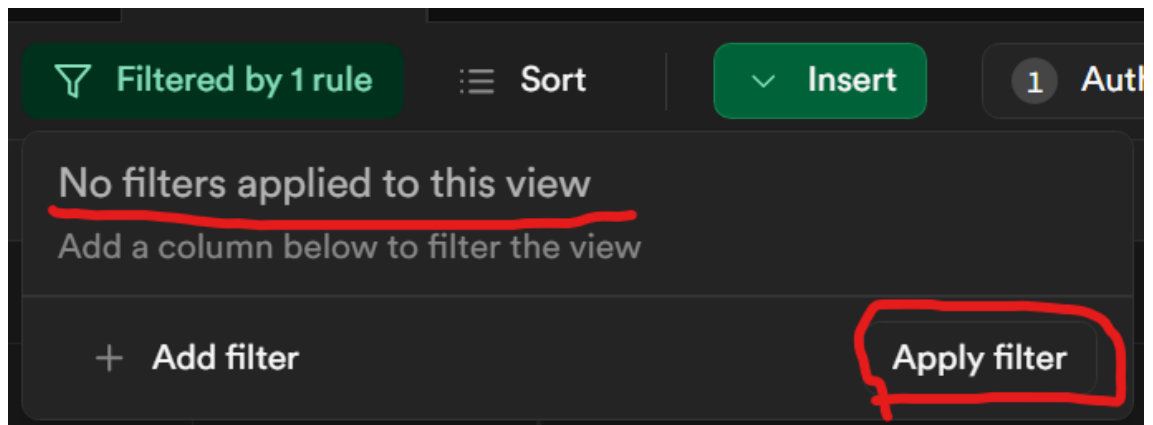 Filtered by 1 rule Sort Insert 1 Auth
No filters applied to this view
Add a column below to filter the view
+ Add filter Apply filter